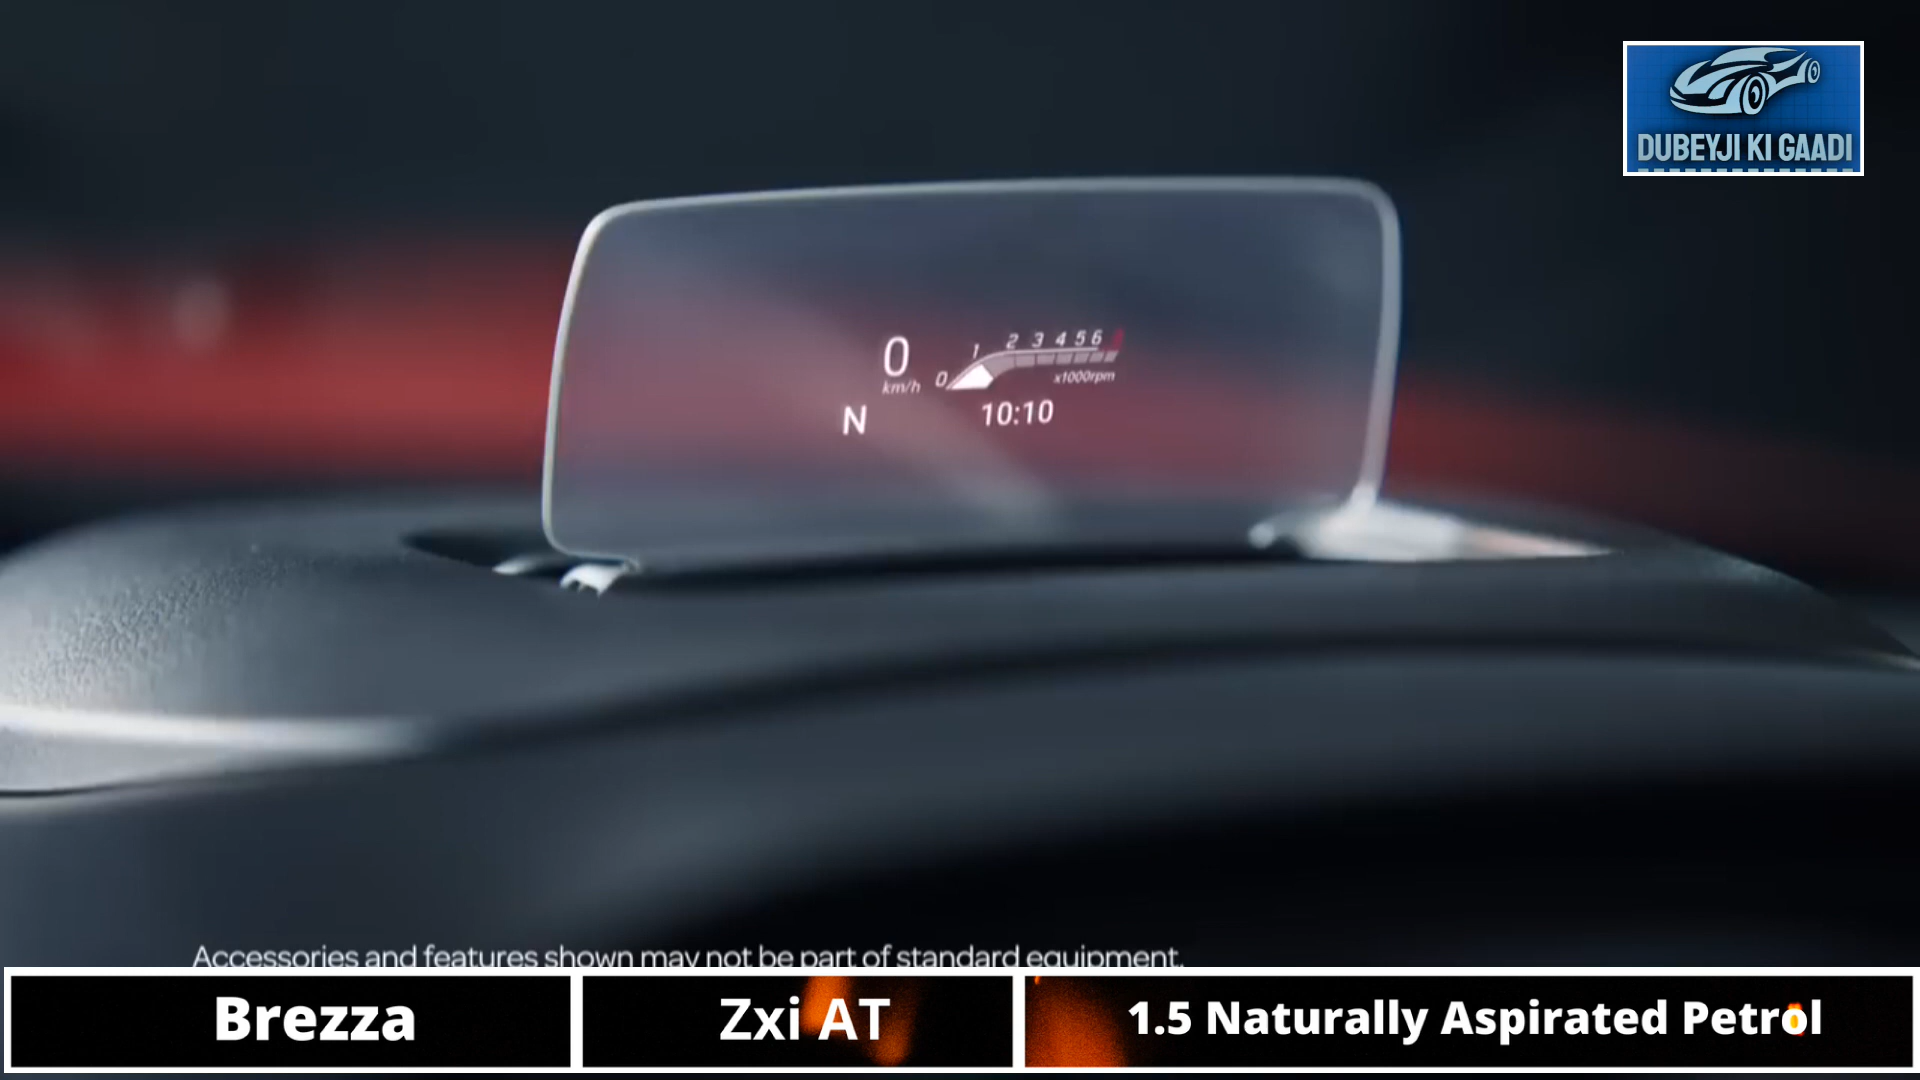 DUBEYJI KI GAADI
0
km/h
0 1 2 3 4 5 6
x1000rpm
N
10:10
Accessories and features shown may not be part of standard equipment.
Brezza
Zxi AT
1.5 Naturally Aspirated Petrol